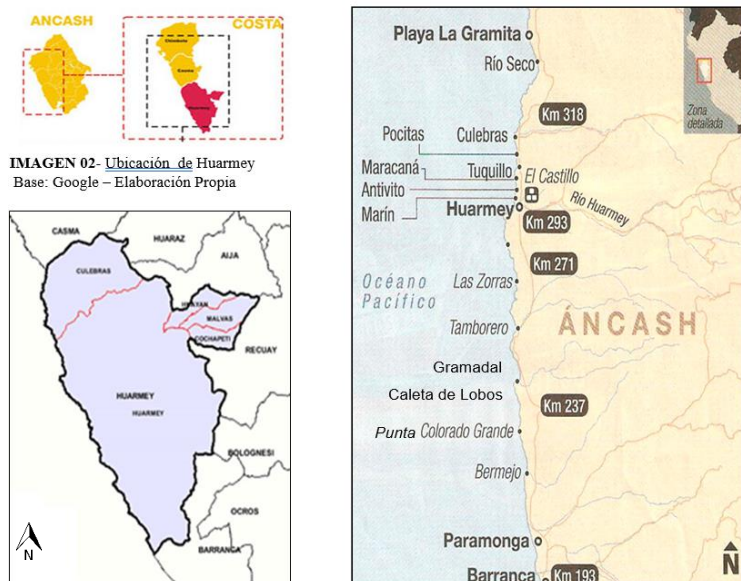 ANCASH
COSTA
Casma
Huarmey
IMAGEN 02- Ubicación de Huarmey
Base: Google – Elaboración Propia
CASMA
HUARAZ
AIJA
CULEBRAS
HUAYAN
MALVAS
COCHAPETI
RECUAY
HUARMEY
HUARMEY
BOLOGNESI
OCROS
BARRANCA
N
Playa La Gramita
Río Seco
Zona
detallada
Km 318
Pocitas
Culebras
Maracaná
Tuquillo
El Castillo
Antivito
Marín
Huarmey
Río Huarmey
Km 293
Km 271
Océano
Pacífico
Las Zorras
ÁNCASH
Tamborero
Gramadal
Caleta de Lobos
Km 237
Punta Colorado Grande
Bermejo
Paramonga
N
Barranca
Km 193